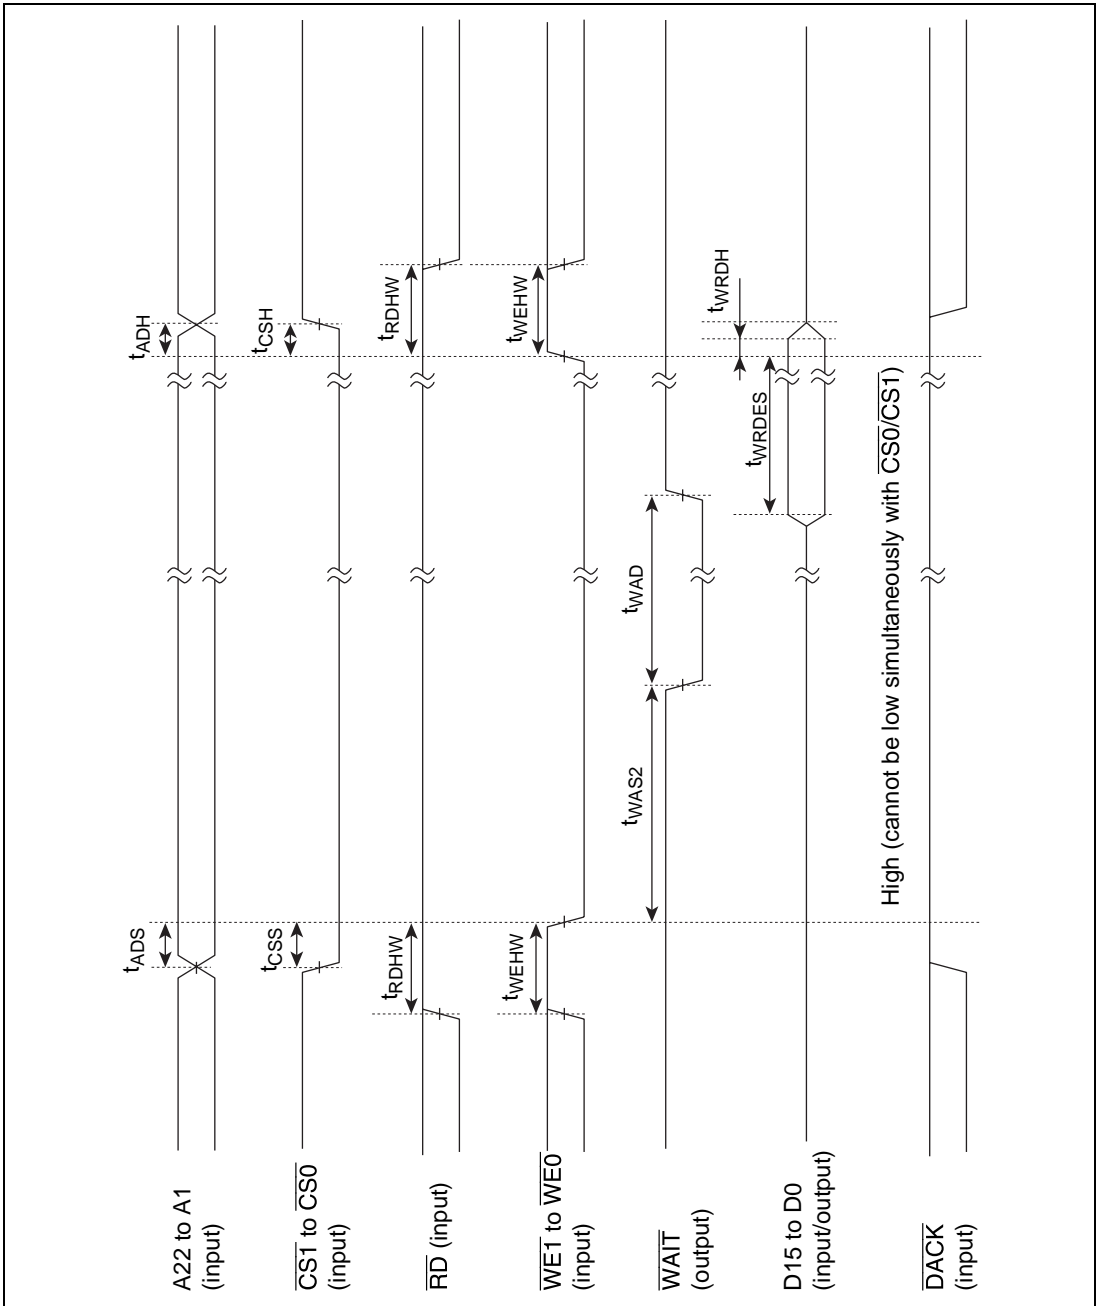 A22 to A1
(input)
tADS
tADH
CS1 to CS0
(input)
tCSS
tCSH
RD (input)
tRDHW
tRDHW
WE1 to WE0
(input)
tWEHW
tWEHW
WAIT
(output)
tWAS2
tWAD
D15 to D0
(input/output)
tWRDES
tWRDH
High (cannot be low simultaneously with CS0/CS1)
DACK
(input)